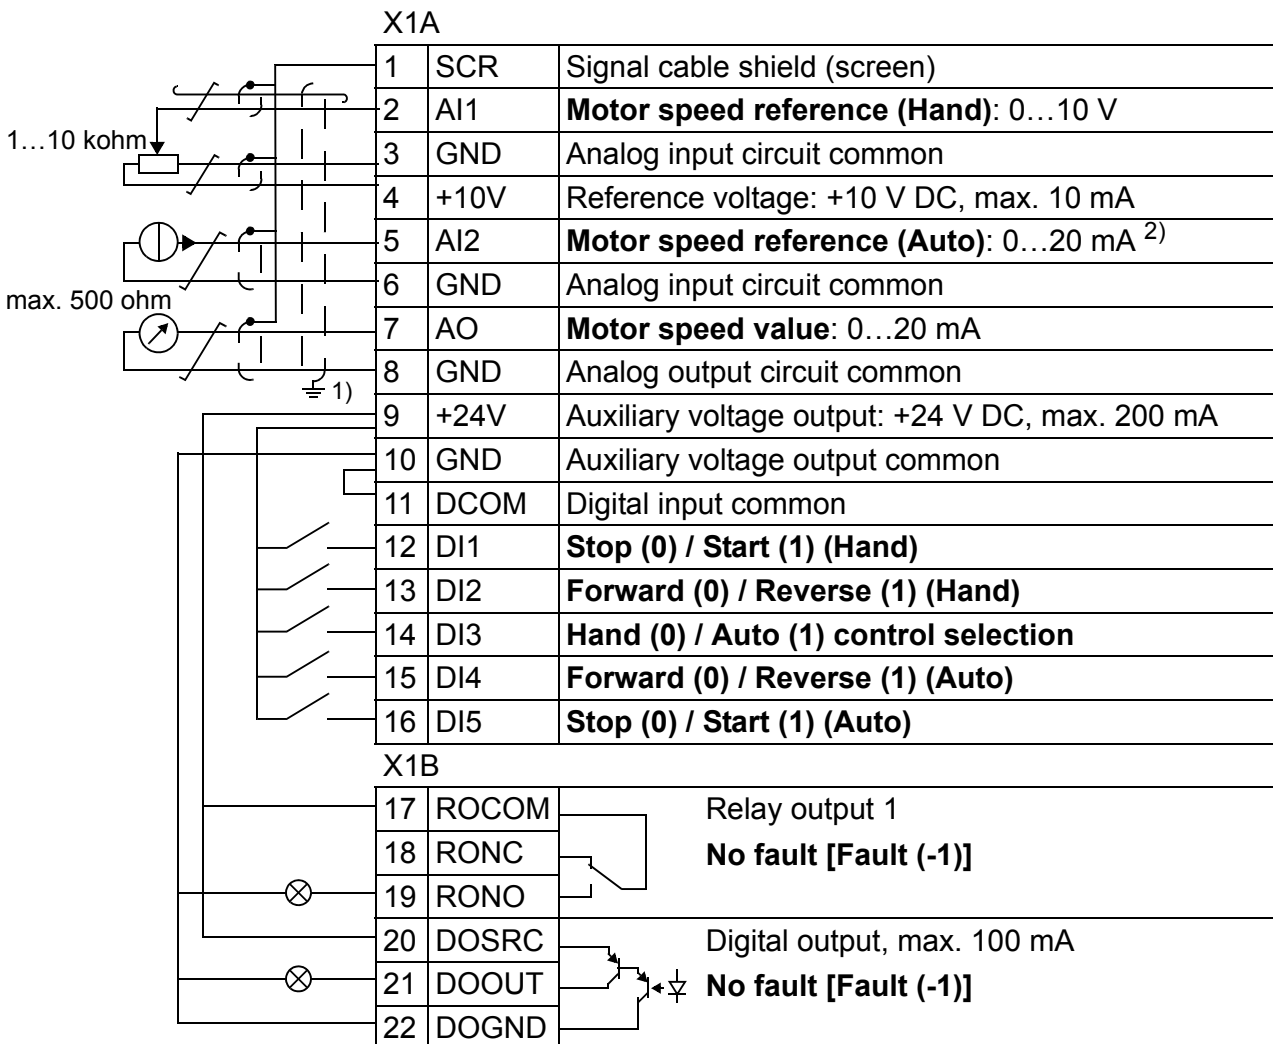 X1A
1 SCR Signal cable shield (screen)
2 AI1 Motor speed reference (Hand): 0…10 V
1…10 kohm
3 GND Analog input circuit common
4 +10V Reference voltage: +10 V DC, max. 10 mA
5 AI2 Motor speed reference (Auto): 0…20 mA 2)
6 GND Analog input circuit common
max. 500 ohm
7 AO Motor speed value: 0…20 mA
8 GND Analog output circuit common
1)
9 +24V Auxiliary voltage output: +24 V DC, max. 200 mA
10 GND Auxiliary voltage output common
11 DCOM Digital input common
12 DI1 Stop (0) / Start (1) (Hand)
13 DI2 Forward (0) / Reverse (1) (Hand)
14 DI3 Hand (0) / Auto (1) control selection
15 DI4 Forward (0) / Reverse (1) (Auto)
16 DI5 Stop (0) / Start (1) (Auto)
X1B
17 ROCOM Relay output 1
18 RONC No fault [Fault (-1)]
19 RONO
20 DOSRC Digital output, max. 100 mA
21 DOOUT No fault [Fault (-1)]
22 DOGND